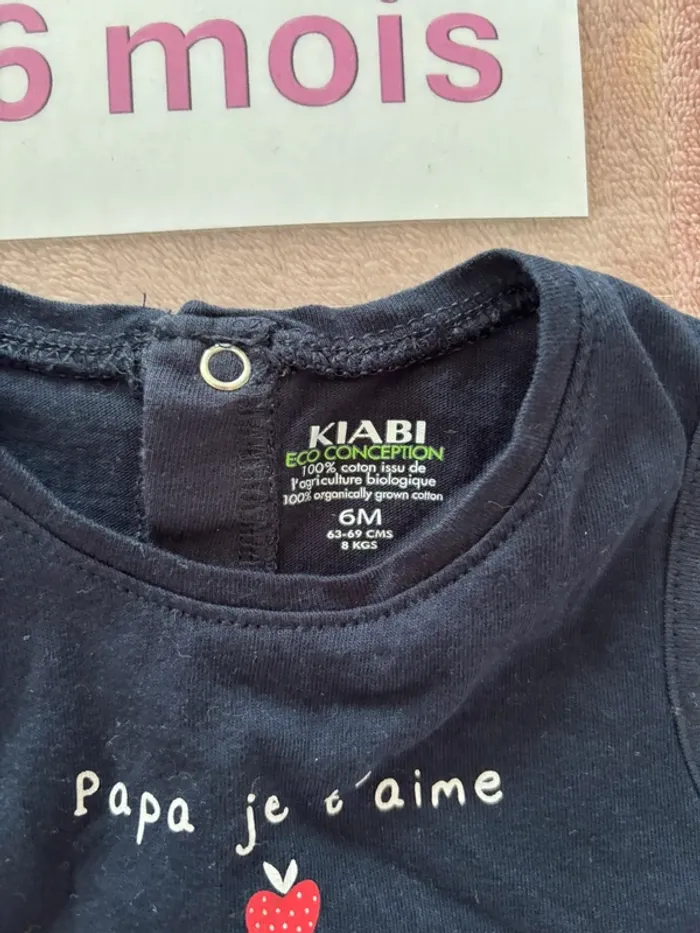 6 mois
KIABI
ECO CONCEPTION
100% coton issu de
l'agriculture biologique
100% organically grown cotton
6M
63-69 CMS
8 KGS
Papa je t'aime